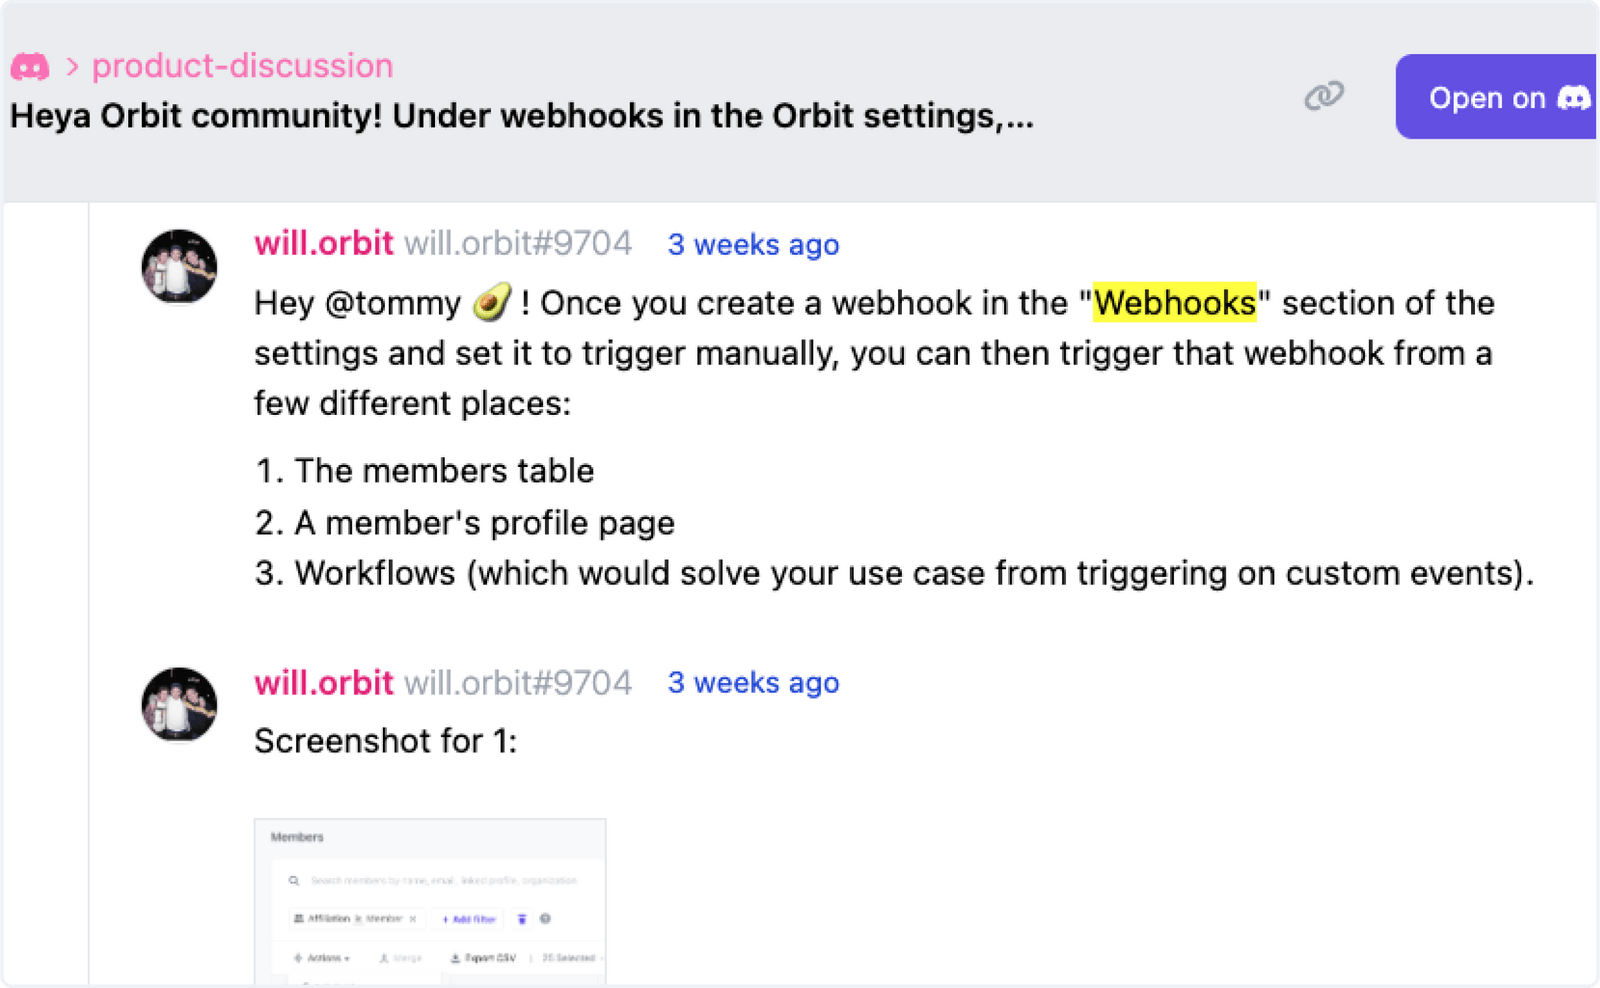 > product-discussion
Heya Orbit community! Under webhooks in the Orbit settings,...
Open on
will.orbit will.orbit#9704 3 weeks ago
Hey @tommy 🥑 ! Once you create a webhook in the "Webhooks" section of the
settings and set it to trigger manually, you can then trigger that webhook from a
few different places:
1. The members table
2. A member's profile page
3. Workflows (which would solve your use case from triggering on custom events).
will.orbit will.orbit#9704 3 weeks ago
Screenshot for 1:
Members
Search members by name, email, linked profile, organization
Affiliation is Member ×
+ Add filter
Actions
Merge
Export CSV | 25 Selected